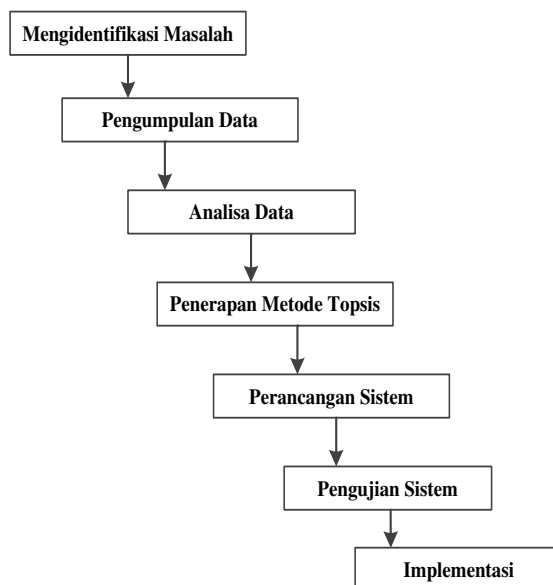 Mengidentifikasi Masalah
Pengumpulan Data
Analisa Data
Penerapan Metode Topsis
Perancangan Sistem
Pengujian Sistem
Implementasi